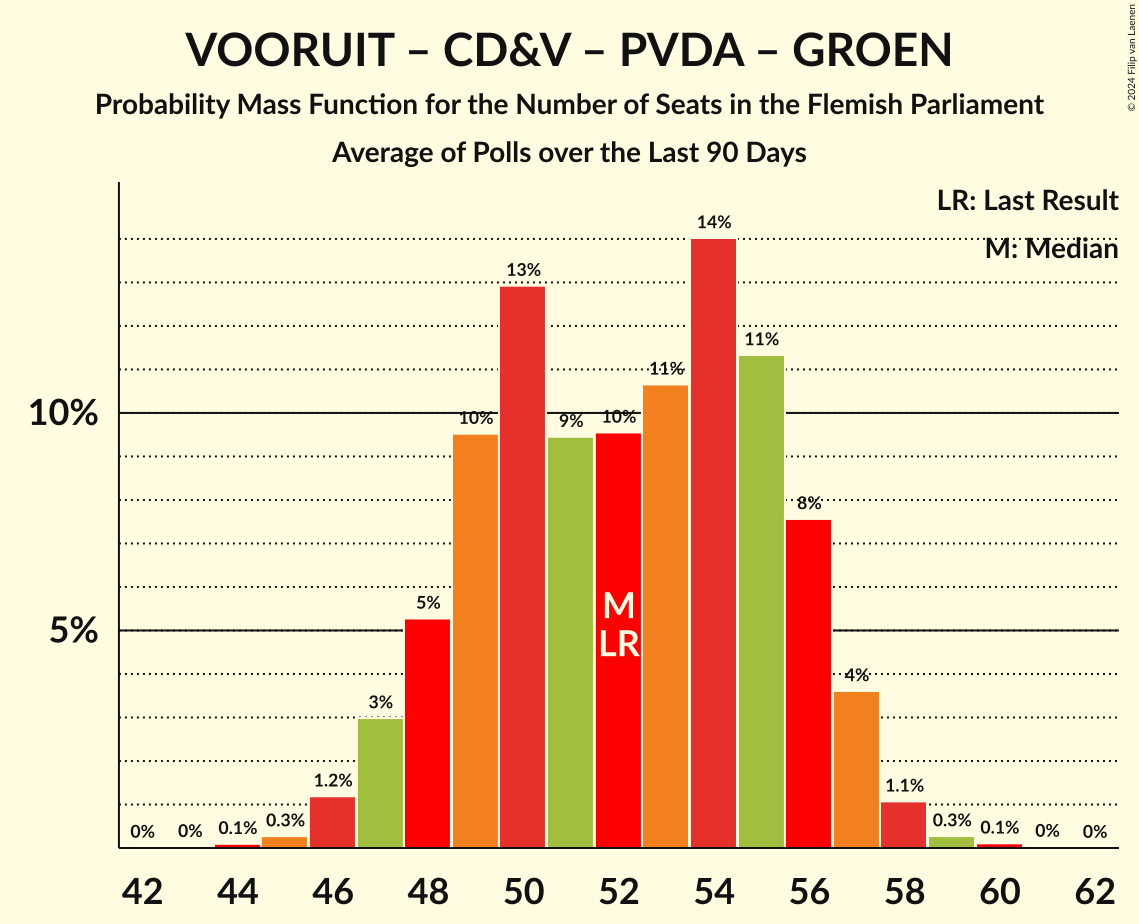 VOORUIT – CD&V – PVDA – GROEN
Probability Mass Function for the Number of Seats in the Flemish Parliament
Average of Polls over the Last 90 Days
© 2024 Filip van Laenen
LR: Last Result
M: Median
10%
5%
0%
0%
0.1%
0.3%
1.2%
3%
5%
10%
13%
9%
10%
11%
14%
11%
8%
4%
1.1%
0.3%
0.1%
0%
0%
M
LR
42 44 46 48 50 52 54 56 58 60 62